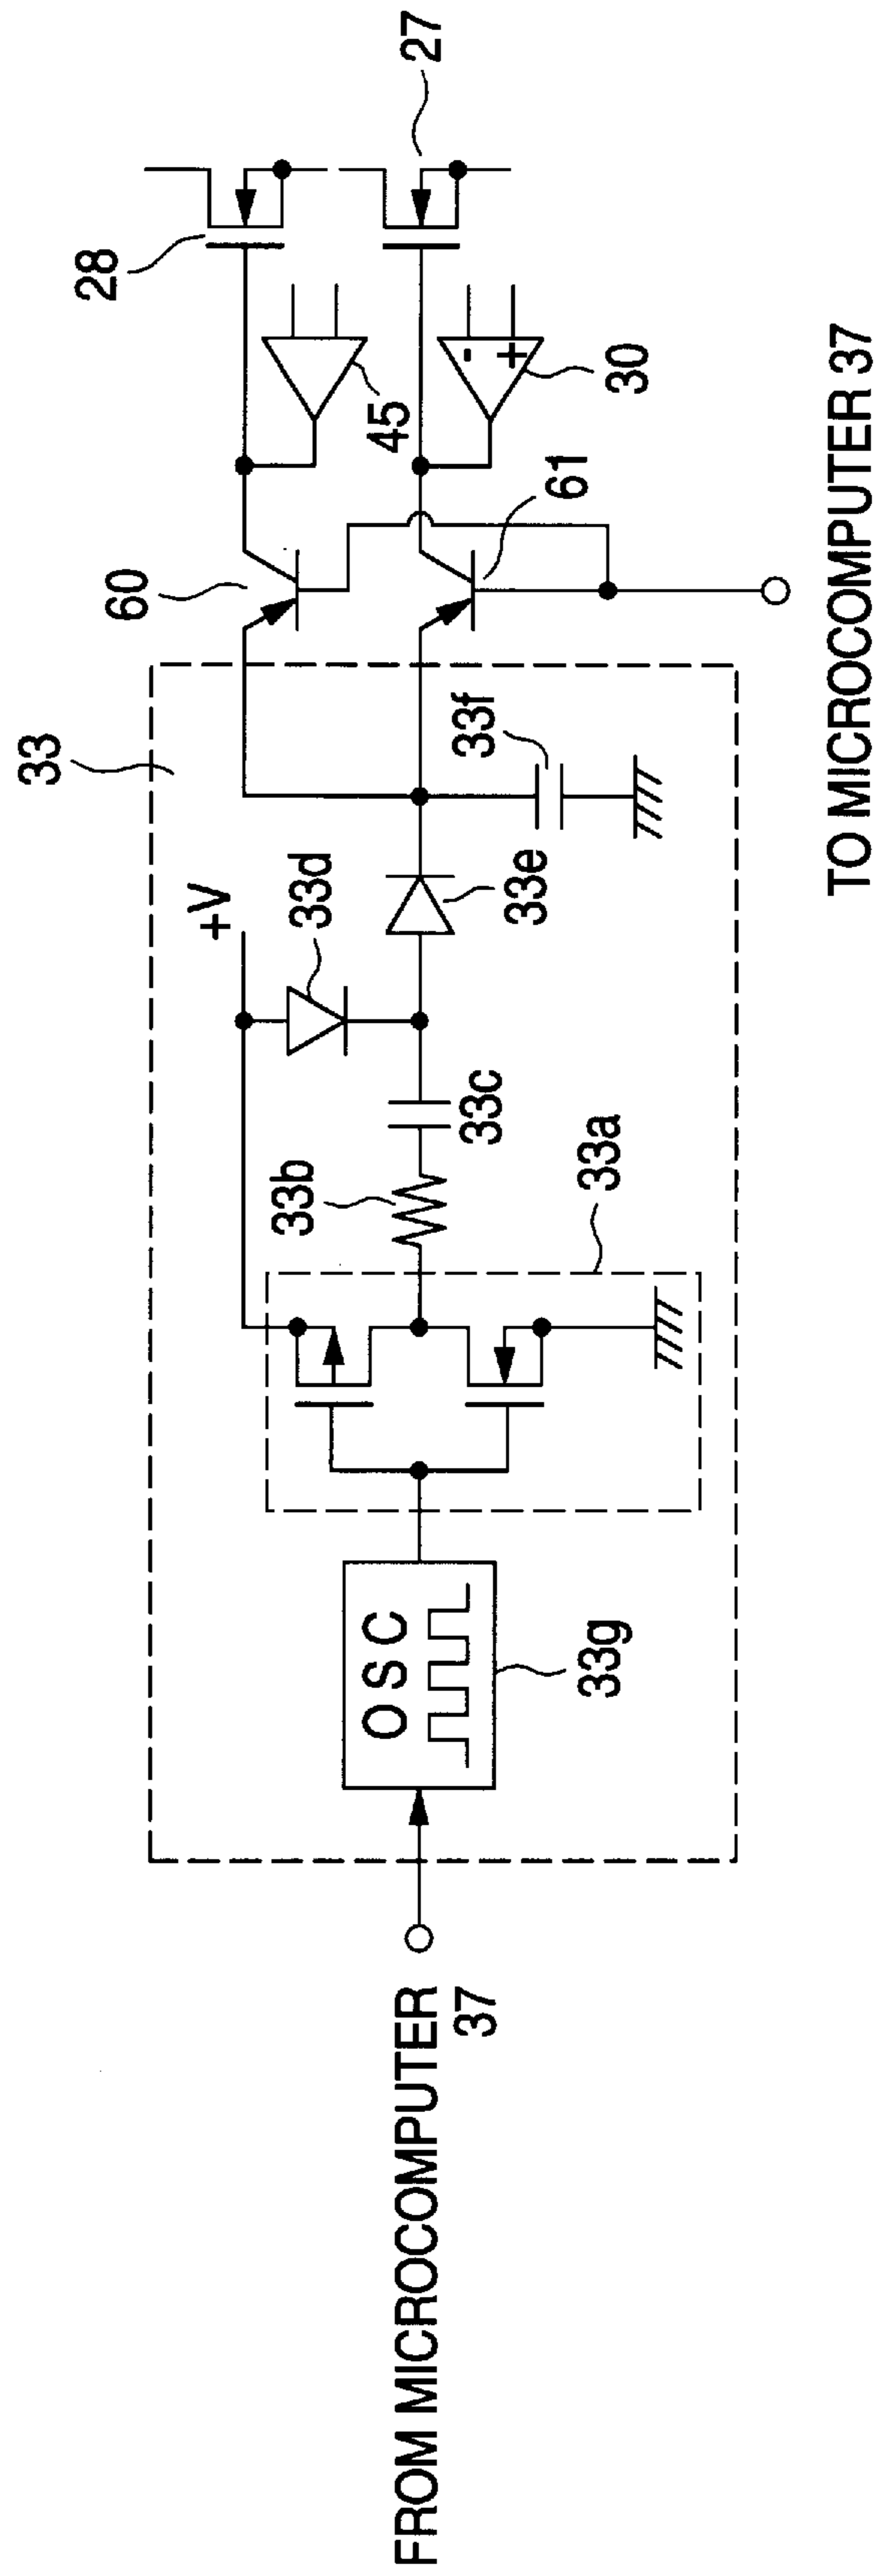 FROM MICROCOMPUTER
37
OSC
33g
33a
33b
33c
33d
+V
33e
33f
33
60
61
45
30
-
+
28
27
TO MICROCOMPUTER 37